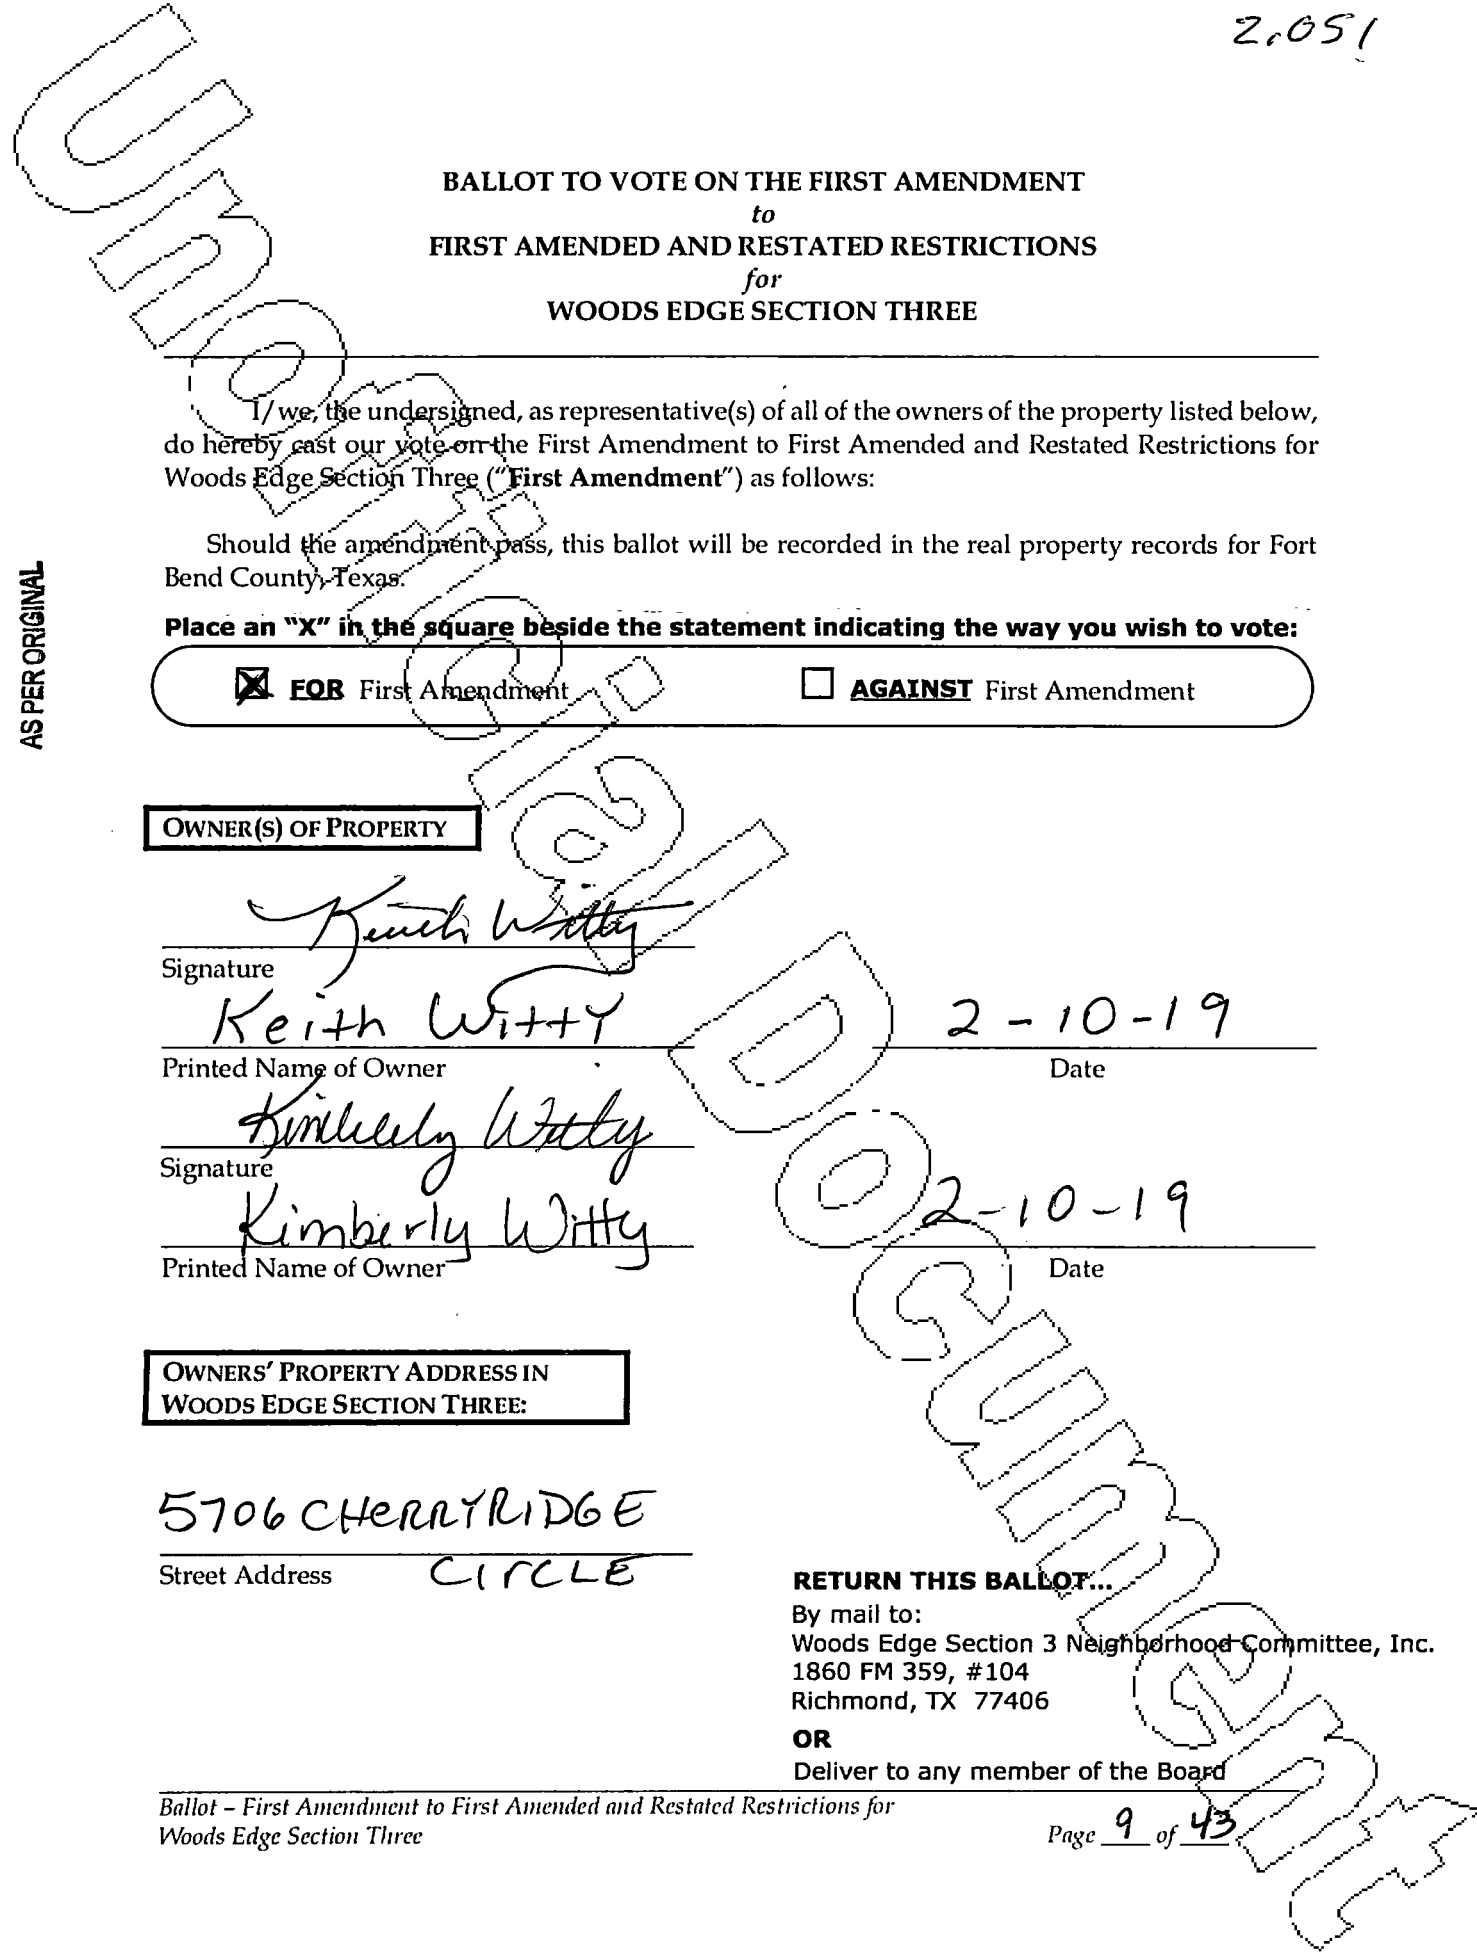 2.051
BALLOT TO VOTE ON THE FIRST AMENDMENT
to
FIRST AMENDED AND RESTATED RESTRICTIONS
for
WOODS EDGE SECTION THREE
I/we, the undersigned, as representative(s) of all of the owners of the property listed below,
do hereby cast our vote on the First Amendment to First Amended and Restated Restrictions for
Woods Edge Section Three ("First Amendment") as follows:
Should the amendment pass, this ballot will be recorded in the real property records for Fort
Bend County, Texas.
AS PER ORIGINAL
Place an "X" in the square beside the statement indicating the way you wish to vote:
X FOR First Amendment AGAINST First Amendment
OWNER(S) OF PROPERTY
Keith Witty
Signature
Keith Witty 2-10-19
Printed Name of Owner Date
Kimberly Witty
Signature
Kimberly Witty 2-10-19
Printed Name of Owner Date
OWNERS' PROPERTY ADDRESS IN
WOODS EDGE SECTION THREE:
5706 CHERRYRIDGE
Street Address CIrCLE
RETURN THIS BALLOT...
By mail to:
Woods Edge Section 3 Neighborhood Committee, Inc.
1860 FM 359, #104
Richmond, TX 77406
OR
Deliver to any member of the Board
Ballot – First Amendment to First Amended and Restated Restrictions for
Woods Edge Section Three
Page 9 of 43
Unofficial Document